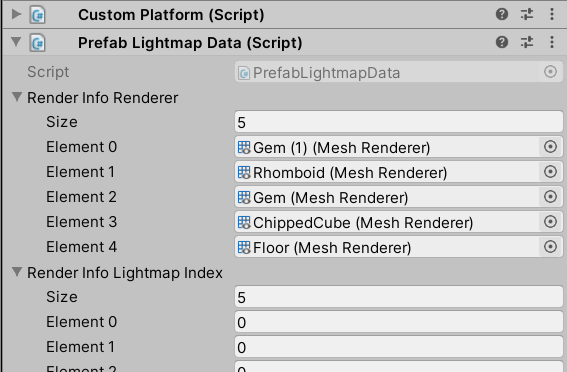 Custom Platform (Script)
Prefab Lightmap Data (Script)
Script PrefabLightmapData
Render Info Renderer
Size 5
Element 0 Gem (1) (Mesh Renderer)
Element 1 Rhomboid (Mesh Renderer)
Element 2 Gem (Mesh Renderer)
Element 3 ChippedCube (Mesh Renderer)
Element 4 Floor (Mesh Renderer)
Render Info Lightmap Index
Size 5
Element 0 0
Element 1 0
Element 2 0